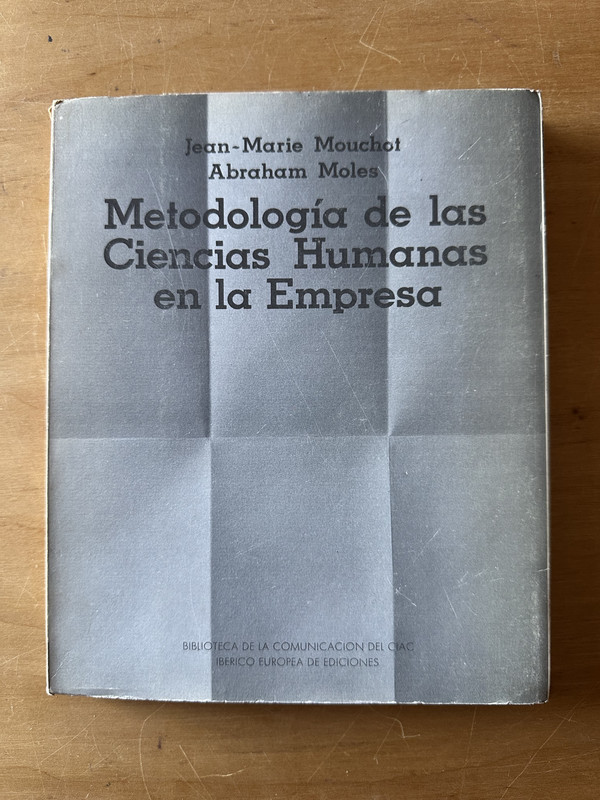 Jean-Marie Mouchot
Abraham Moles
Metodología de las
Ciencias Humanas
en la Empresa
BIBLIOTECA DE LA COMUNICACION DEL CIAC
IBERICO EUROPEA DE EDICIONES